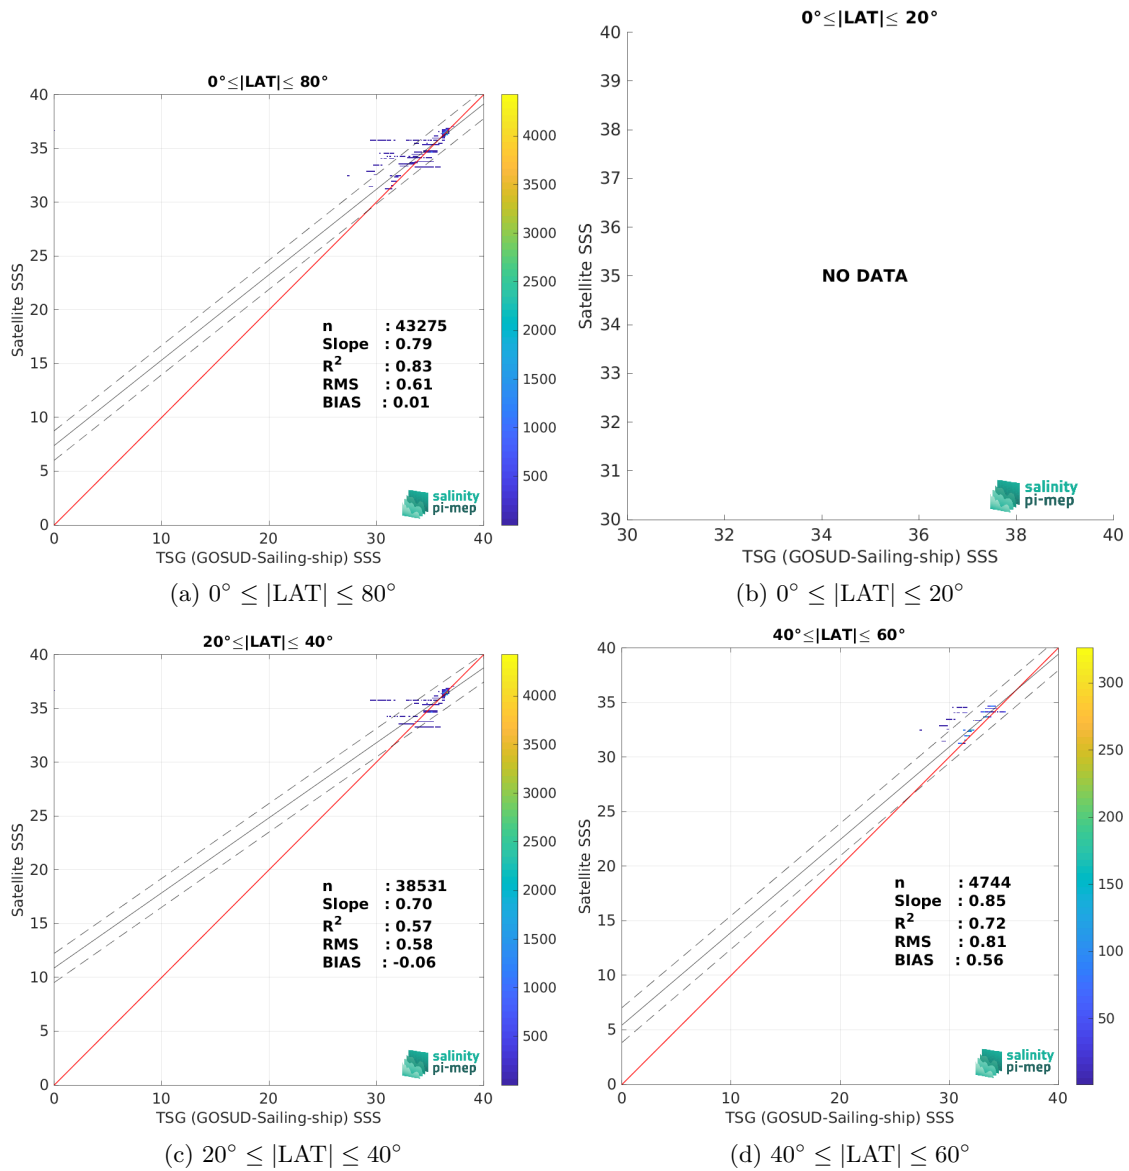 0°≤|LAT|≤ 80°
40
35
30
25
20
15
10
5
0
Satellite SSS
n : 43275
Slope : 0.79
R² : 0.83
RMS : 0.61
BIAS : 0.01
salinity
pi-mep
0 10 20 30 40
TSG (GOSUD-Sailing-ship) SSS
4000
3500
3000
2500
2000
1500
1000
500
(a) 0° ≤ |LAT| ≤ 80°
0°≤|LAT|≤ 20°
40
39
38
37
36
35
34
33
32
31
30
Satellite SSS
NO DATA
salinity
pi-mep
30 32 34 36 38 40
TSG (GOSUD-Sailing-ship) SSS
(b) 0° ≤ |LAT| ≤ 20°
20°≤|LAT|≤ 40°
40
35
30
25
20
15
10
5
0
Satellite SSS
n : 38531
Slope : 0.70
R² : 0.57
RMS : 0.58
BIAS : -0.06
salinity
pi-mep
0 10 20 30 40
TSG (GOSUD-Sailing-ship) SSS
4000
3500
3000
2500
2000
1500
1000
500
(c) 20° ≤ |LAT| ≤ 40°
40°≤|LAT|≤ 60°
40
35
30
25
20
15
10
5
0
Satellite SSS
n : 4744
Slope : 0.85
R² : 0.72
RMS : 0.81
BIAS : 0.56
salinity
pi-mep
0 10 20 30 40
TSG (GOSUD-Sailing-ship) SSS
300
250
200
150
100
50
(d) 40° ≤ |LAT| ≤ 60°